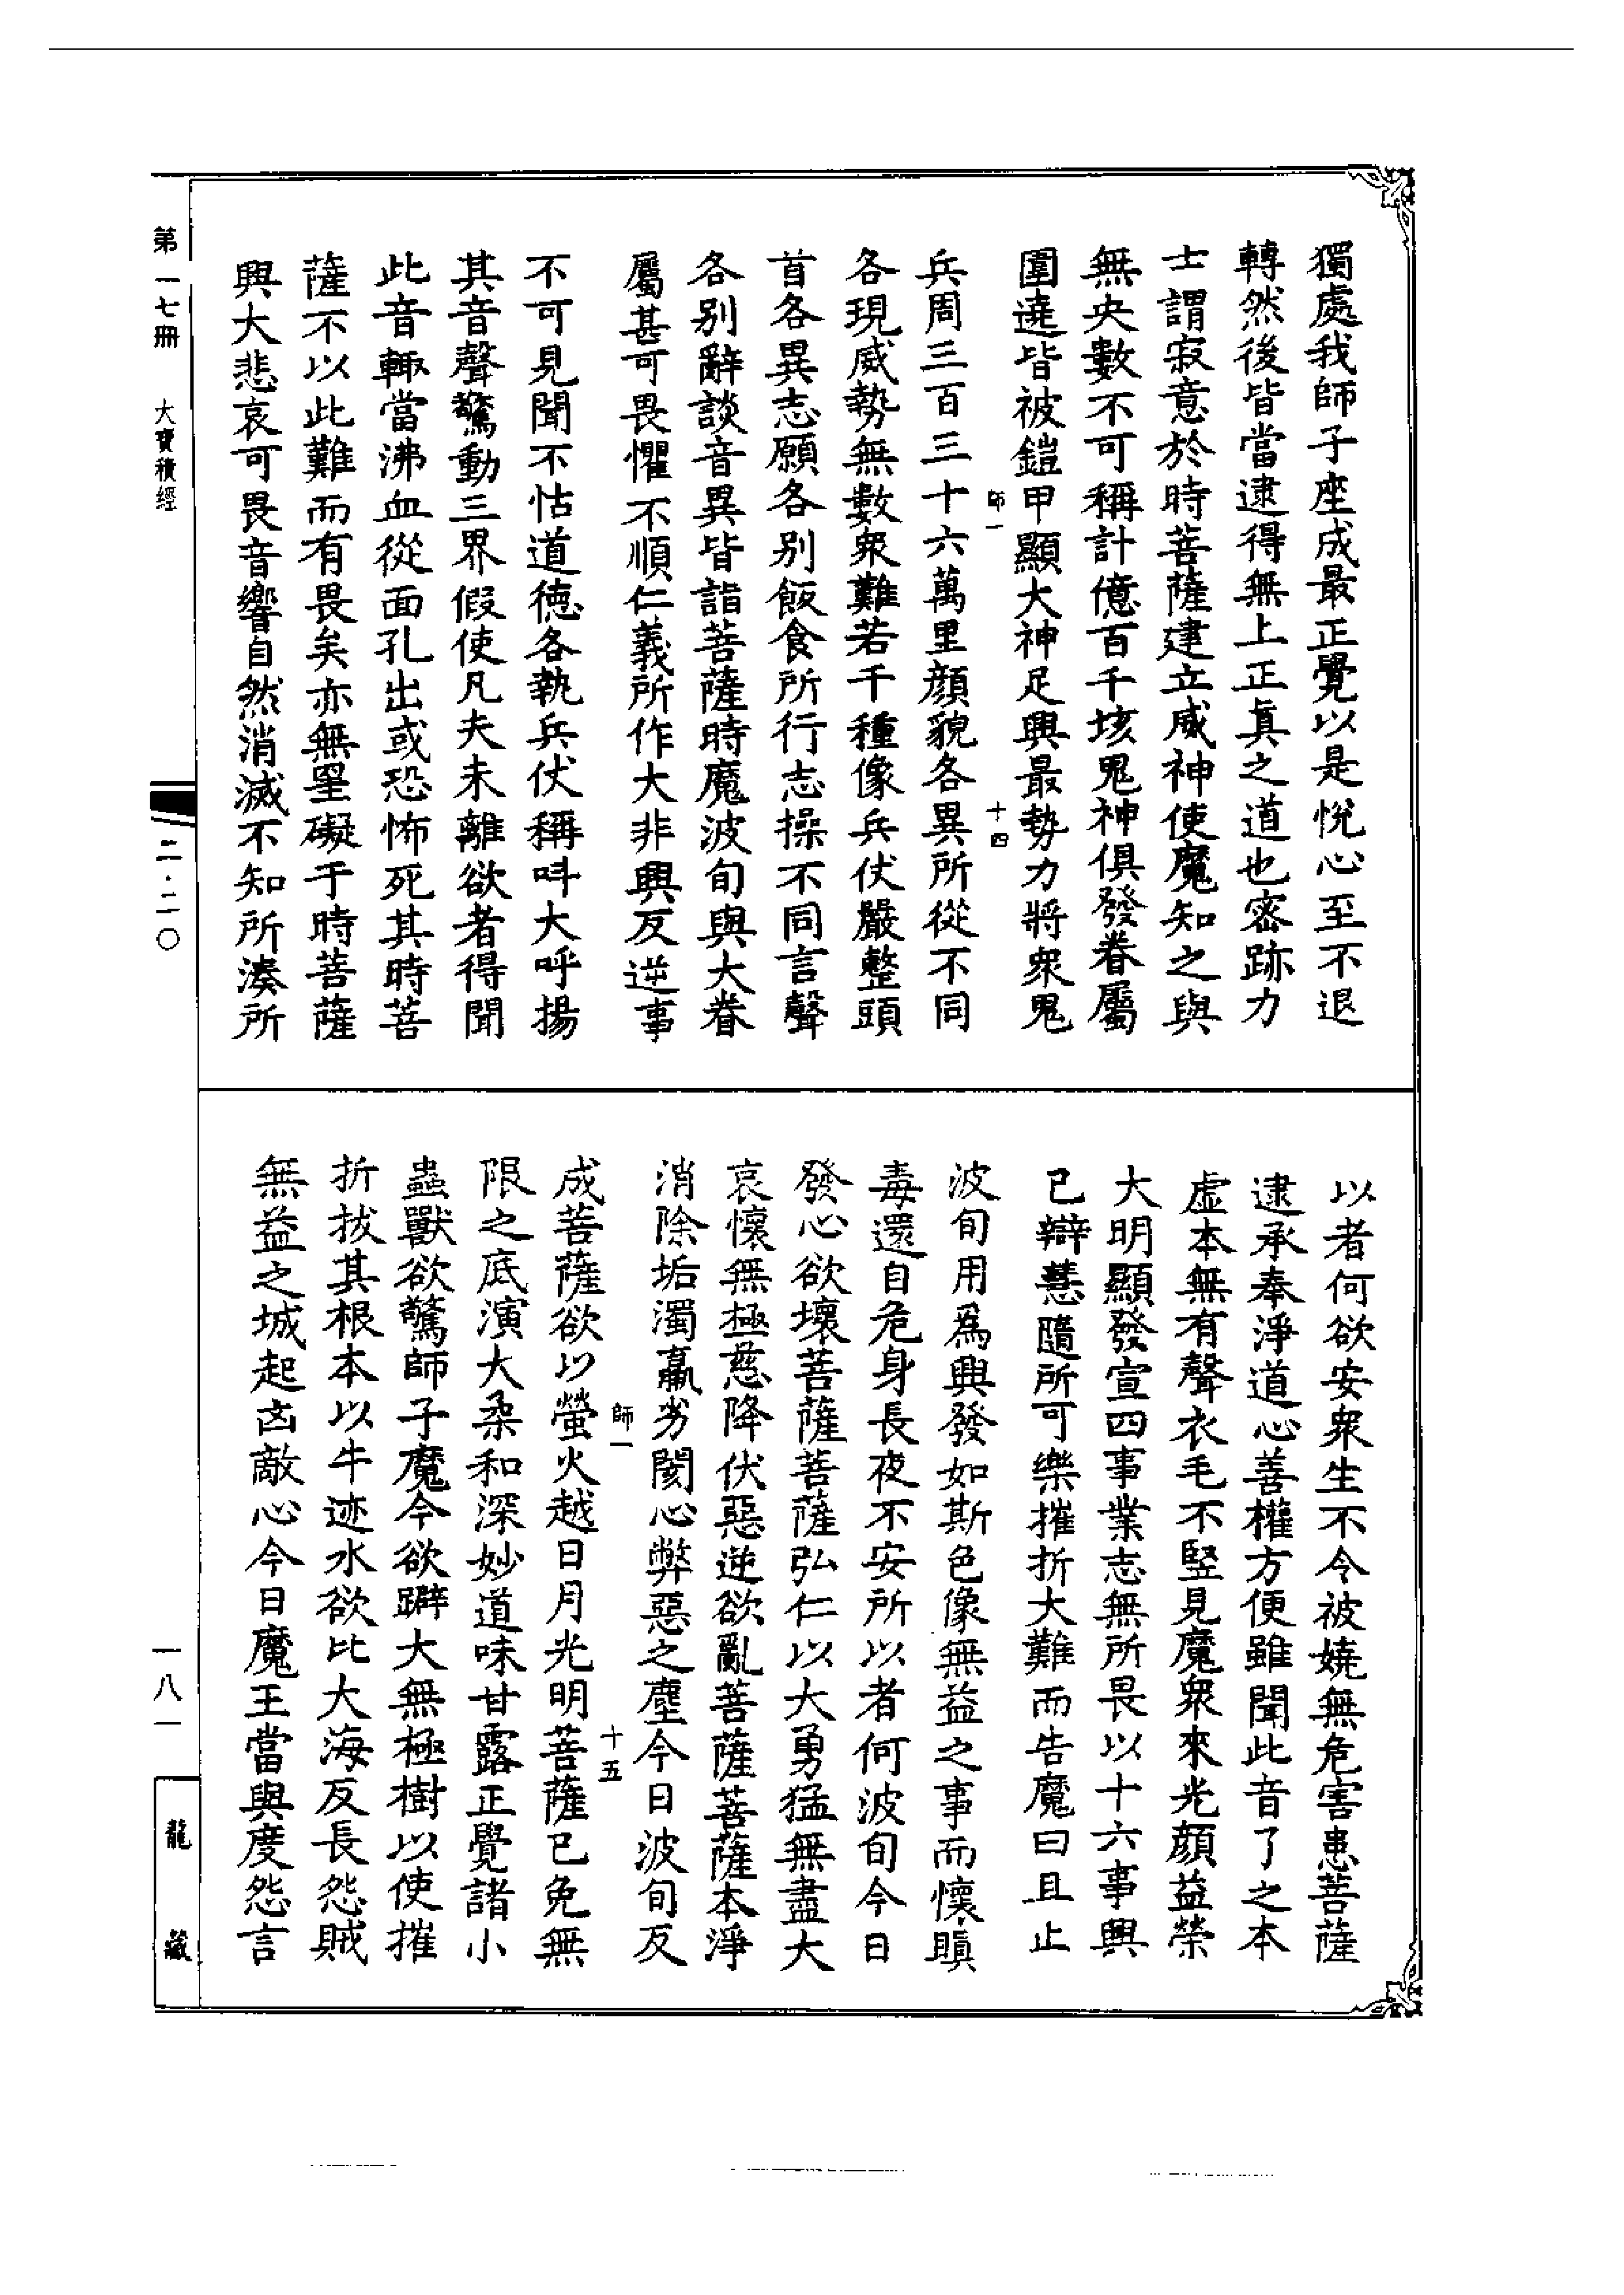 獨處我師子座成最正覺以是悅心至不退
轉然後皆當逮得無上正真之道也密跡力
士謂寂意於時菩薩建立威神使魔知之與
無央數不可稱計億百千垓鬼神俱發眷屬
圍遶皆被鎧甲顯大神足興最勢力將衆鬼
師一
十四
兵周三百三十六萬里顏貌各異所從不同
各現威勢無數衆難若千種像兵仗嚴整頭
首各異志願各別飯食所行志操不同言聲
各別辭談音異皆詣菩薩時魔波旬與大眷
屬甚可畏懼不順仁義所作大非興反逆事
不可見聞不怙道德各執兵仗稱呌大呼揚
其音聲驚動三界假使凡夫未離欲者得聞
此音輙當沸血從面孔出或恐怖死其時菩
薩不以此難而有畏矣亦無罣礙于時菩薩
興大悲哀可畏音響自然消滅不知所湊所
以者何欲安衆生不令被嬈無危害患菩薩
逮承奉淨道心善權方便雖聞此音了之本
虛本無有聲衣毛不竪見魔衆來光顏益榮
大明顯發宣四事業志無所畏以十六事興
已辯慧隨所可樂摧折大難而告魔曰且止
波旬用爲興發如斯色像無益之事而懷瞋
毒還自危身長夜不安所以者何波旬今日
發心欲壞菩薩菩薩弘仁以大勇猛無盡大
哀懷無極慈降伏惡逆欲亂菩薩菩薩本淨
消除垢濁羸劣閡心弊惡之塵今日波旬反
師一
十五
成菩薩欲以螢火越日月光明菩薩已免無
限之底演大柔和深妙道味甘露正覺諸小
蟲獸欲驚師子魔今欲躃大無極樹以使摧
折拔其根本以牛迹水欲比大海反長怨賊
無益之城起凶敵心今日魔王當與度怨言
第一七冊
大寶積經
二·二〇
一八一
龍藏